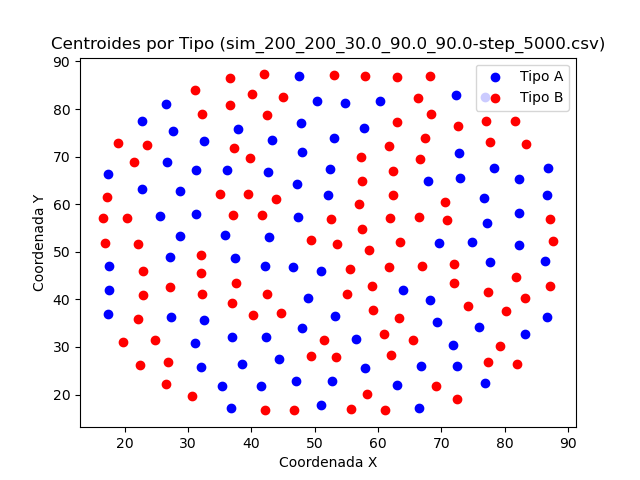 Centroides por Tipo (sim_200_200_30.0_90.0_90.0-step_5000.csv)
Tipo A
Tipo B
90
80
70
60
50
40
30
20
Coordenada Y
20 30 40 50 60 70 80 90
Coordenada X